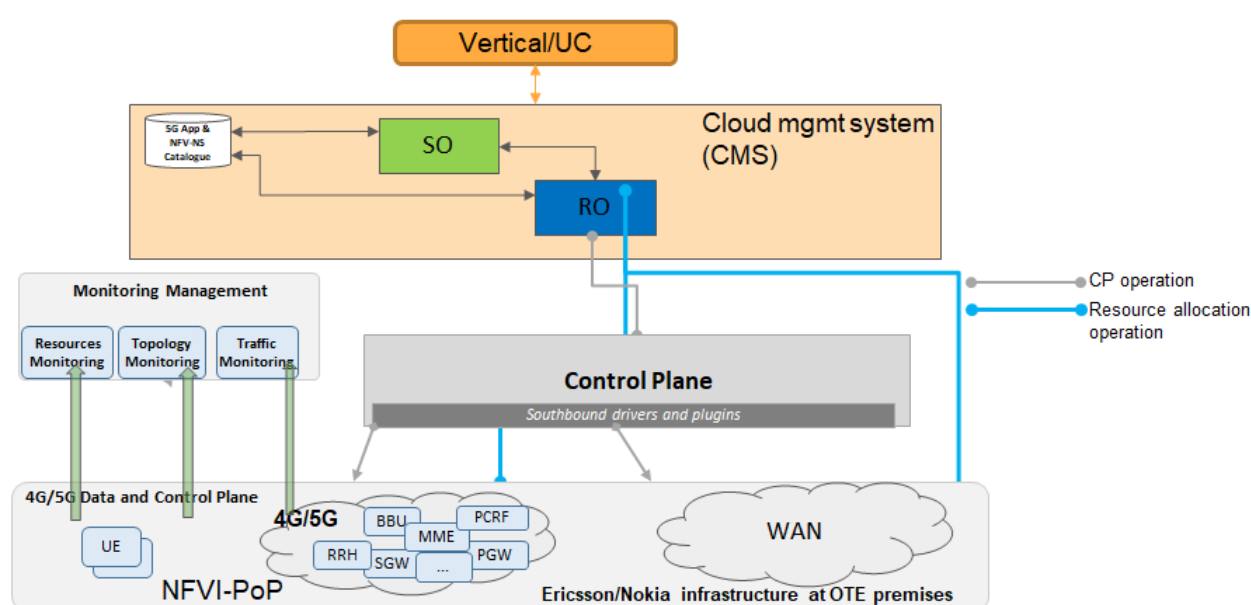 Vertical/UC
5G App &
NFV-NS
Catalogue
SO
Cloud mgmt system
(CMS)
RO
Monitoring Management
Resources
Monitoring
Topology
Monitoring
Traffic
Monitoring
CP operation
Resource allocation
operation
Control Plane
Southbound drivers and plugins
4G/5G Data and Control Plane
4G/5G
BBU
PCRF
MME
RRH
SGW
PGW
...
UE
WAN
NFVI-PoP
Ericsson/Nokia infrastructure at OTE premises